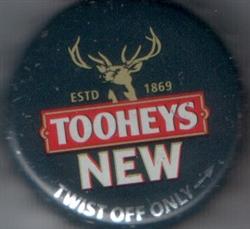 ESTD 1869
TOOHEYS
NEW
TWIST OFF ONLY →